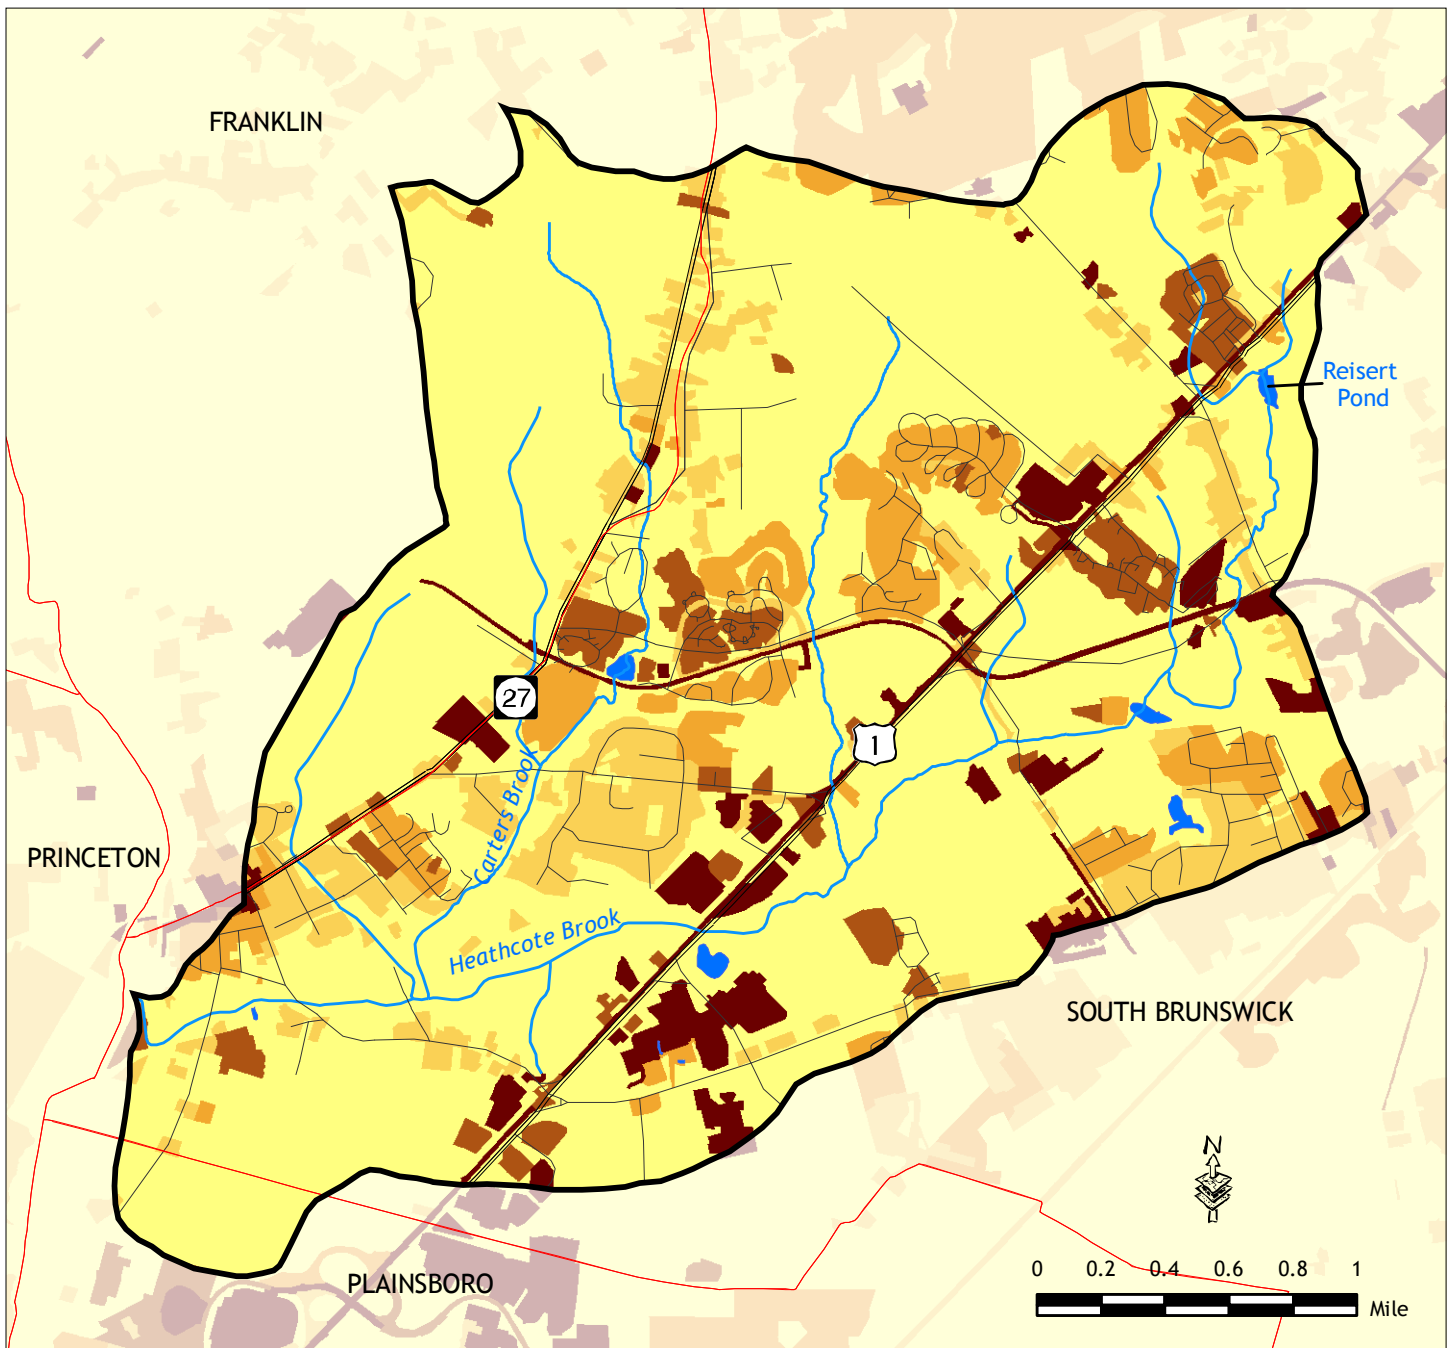 FRANKLIN
Reisert
Pond
27
1
Carters Brook
PRINCETON
Heathcote Brook
SOUTH BRUNSWICK
N
PLAINSBORO
0 0.2 0.4 0.6 0.8 1
Mile